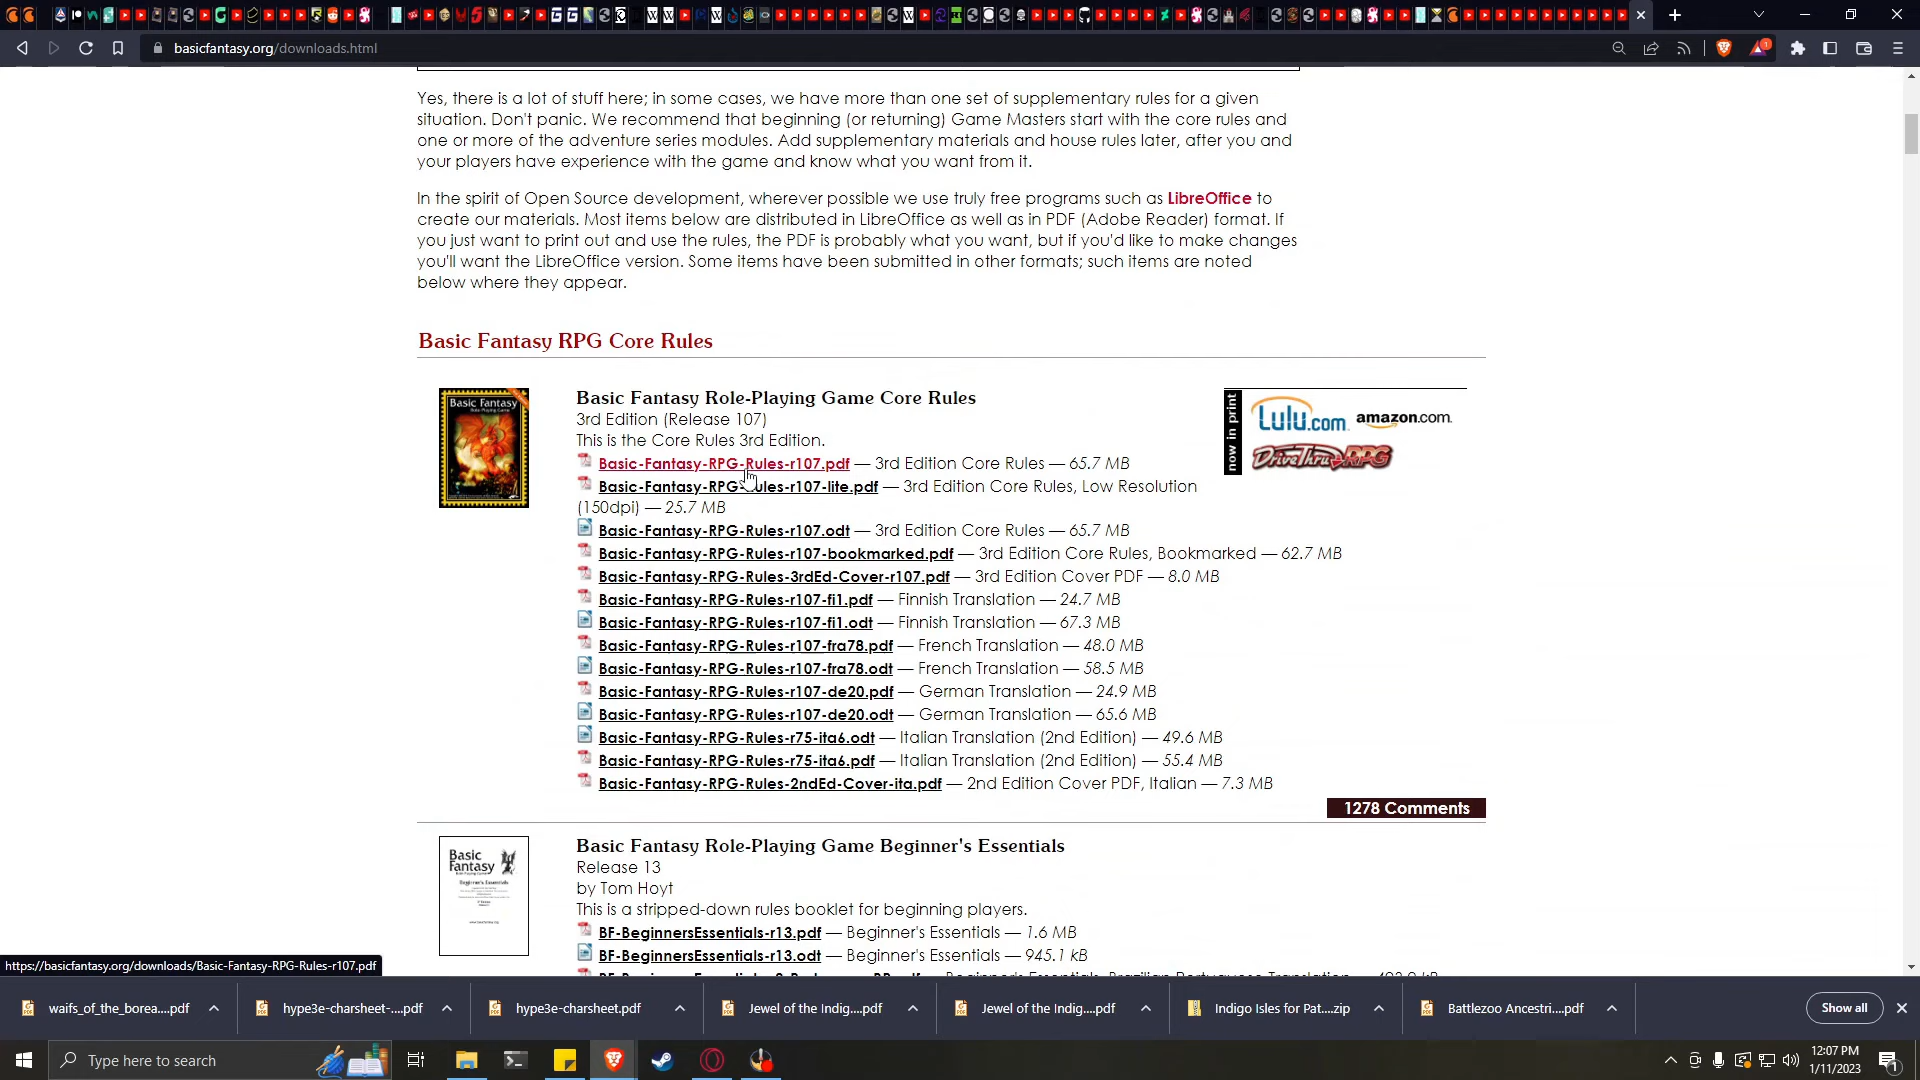 basicfantasy.org/downloads.html
1
Yes, there is a lot of stuff here; in some cases, we have more than one set of supplementary rules for a given
situation. Don't panic. We recommend that beginning (or returning) Game Masters start with the core rules and
one or more of the adventure series modules. Add supplementary materials and house rules later, after you and
your players have experience with the game and know what you want from it.
In the spirit of Open Source development, wherever possible we use truly free programs such as LibreOffice to
create our materials. Most items below are distributed in LibreOffice as well as in PDF (Adobe Reader) format. If
you just want to print out and use the rules, the PDF is probably what you want, but if you'd like to make changes
you'll want the LibreOffice version. Some items have been submitted in other formats; such items are noted
below where they appear.
Basic Fantasy RPG Core Rules
Basic Fantasy
Basic Fantasy Role-Playing Game Core Rules
3rd Edition (Release 107)
This is the Core Rules 3rd Edition.
Basic-Fantasy-RPG-Rules-r107.pdf — 3rd Edition Core Rules — 65.7 MB
Basic-Fantasy-RPG-Rules-r107-lite.pdf — 3rd Edition Core Rules, Low Resolution
(150dpi) — 25.7 MB
Basic-Fantasy-RPG-Rules-r107.odt — 3rd Edition Core Rules — 65.7 MB
Basic-Fantasy-RPG-Rules-r107-bookmarked.pdf — 3rd Edition Core Rules, Bookmarked — 62.7 MB
Basic-Fantasy-RPG-Rules-3rdEd-Cover-r107.pdf — 3rd Edition Cover PDF — 8.0 MB
Basic-Fantasy-RPG-Rules-r107-fi1.pdf — Finnish Translation — 24.7 MB
Basic-Fantasy-RPG-Rules-r107-fi1.odt — Finnish Translation — 67.3 MB
Basic-Fantasy-RPG-Rules-r107-fra78.pdf — French Translation — 48.0 MB
Basic-Fantasy-RPG-Rules-r107-fra78.odt — French Translation — 58.5 MB
Basic-Fantasy-RPG-Rules-r107-de20.pdf — German Translation — 24.9 MB
Basic-Fantasy-RPG-Rules-r107-de20.odt — German Translation — 65.6 MB
Basic-Fantasy-RPG-Rules-r75-ita6.odt — Italian Translation (2nd Edition) — 49.6 MB
Basic-Fantasy-RPG-Rules-r75-ita6.pdf — Italian Translation (2nd Edition) — 55.4 MB
Basic-Fantasy-RPG-Rules-2ndEd-Cover-ita.pdf — 2nd Edition Cover PDF, Italian — 7.3 MB
now in print
Lulu.com amazon.com.
DriveThruRPG
1278 Comments
Basic
Fantasy
Beginner's Essentials
Basic Fantasy Role-Playing Game Beginner's Essentials
Release 13
by Tom Hoyt
This is a stripped-down rules booklet for beginning players.
BF-BeginnersEssentials-r13.pdf — Beginner's Essentials — 1.6 MB
BF-BeginnersEssentials-r13.odt — Beginner's Essentials — 945.1 kB
https://basicfantasy.org/downloads/Basic-Fantasy-RPG-Rules-r107.pdf
waifs_of_the_borea....pdf
hype3e-charsheet-....pdf
hype3e-charsheet.pdf
Jewel of the Indig....pdf
Jewel of the Indig....pdf
Indigo Isles for Pat....zip
Battlezoo Ancestri....pdf
Show all
Type here to search
12:07 PM
1/11/2023
1